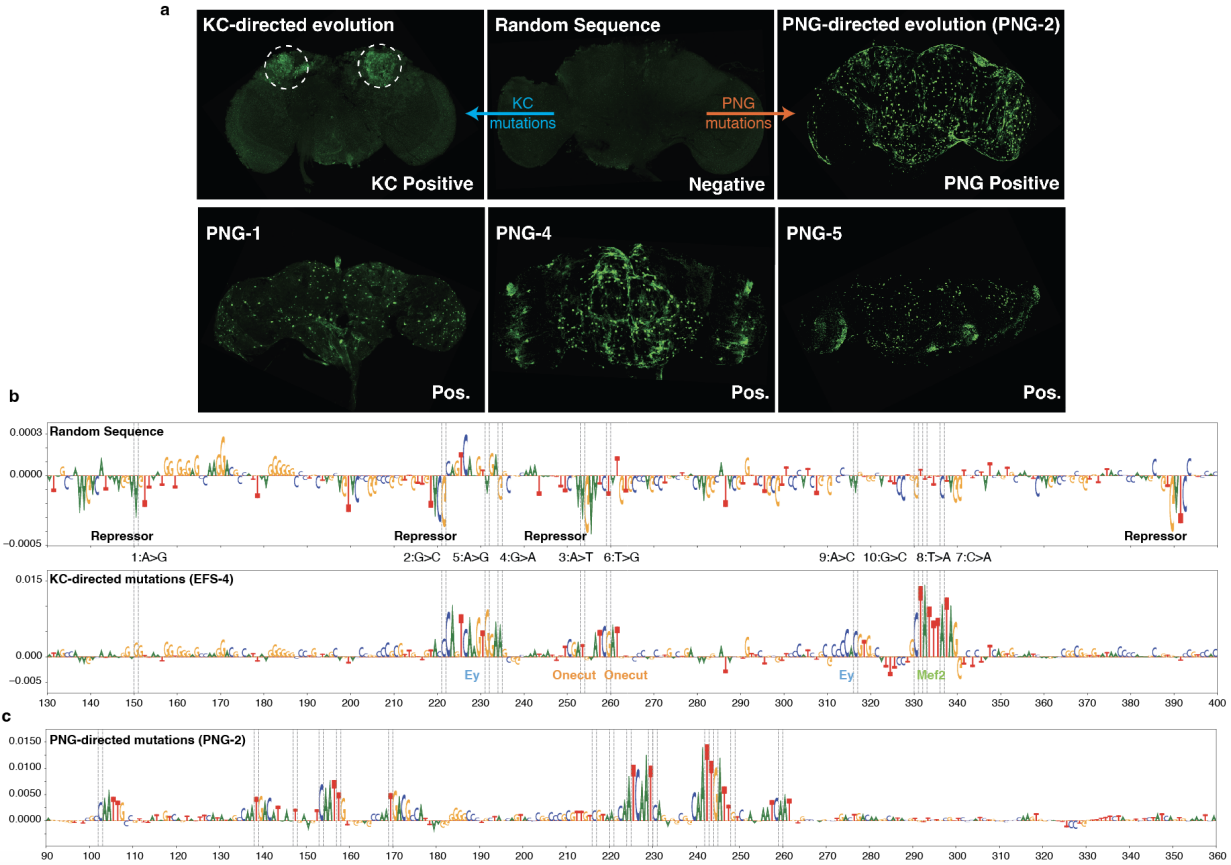 a
KC-directed evolution
Random Sequence
PNG-directed evolution (PNG-2)
KC
mutations
PNG
mutations
KC Positive
Negative
PNG Positive
PNG-1
PNG-4
PNG-5
Pos.
Pos.
Pos.
b
Random Sequence
0.0003
0.0000
−0.0005
Repressor
Repressor
Repressor
Repressor
1:A>G
2:G>C
5:A>G
4:G>A
3:A>T
6:T>G
9:A>C
10:G>C
8:T>A
7:C>A
KC-directed mutations (EFS-4)
0.015
0.000
−0.005
Ey
Onecut
Onecut
Ey
Mef2
130 140 150 160 170 180 190 200 210 220 230 240 250 260 270 280 290 300 310 320 330 340 350 360 370 380 390 400
c
PNG-directed mutations (PNG-2)
0.0150
0.0100
0.0050
0.0000
90 100 110 120 130 140 150 160 170 180 190 200 210 220 230 240 250 260 270 280 290 300 310 320 330 340 350 360